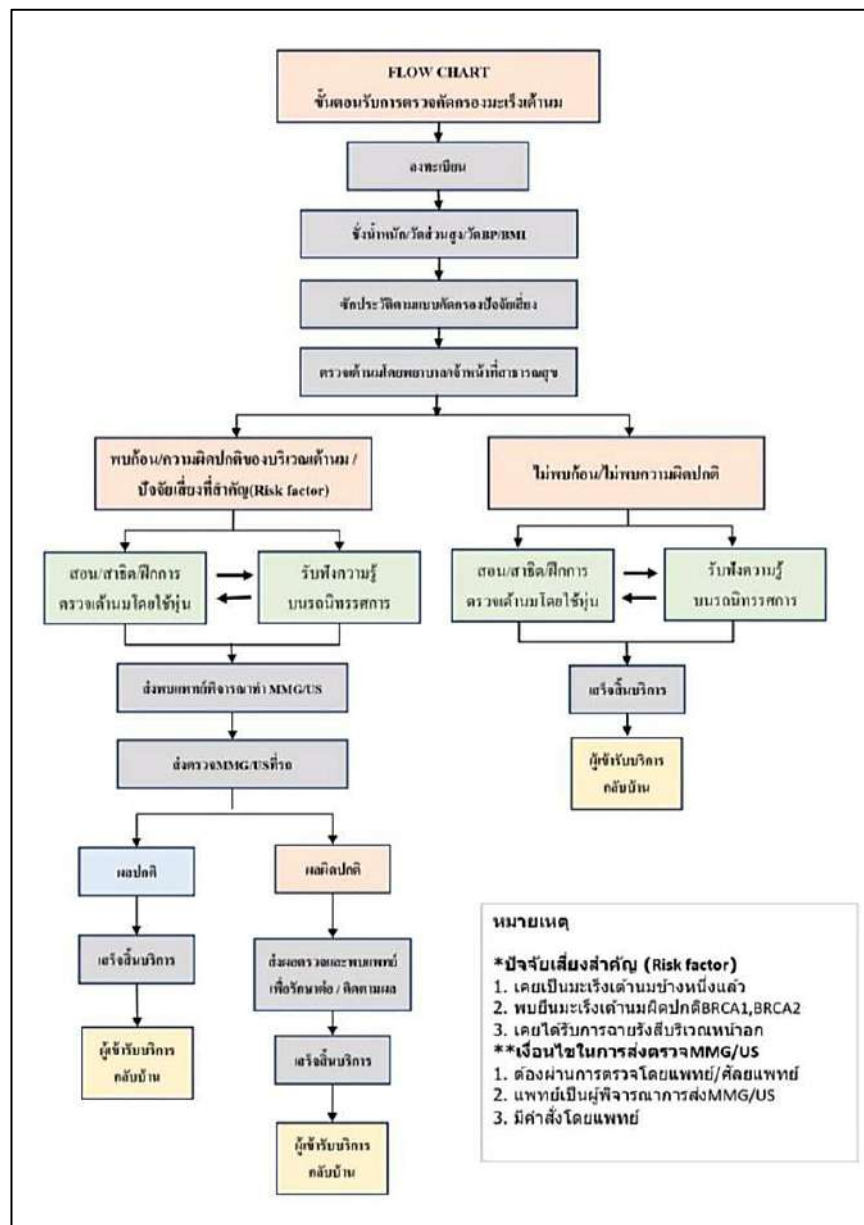 FLOW CHART
ขั้นตอนรับการตรวจคัดกรองมะเร็งเต้านม
ลงทะเบียน
ชั่งน้ำหนัก/วัดส่วนสูง/วัดBP/BMI
ซักประวัติตามแบบคัดกรองปัจจัยเสี่ยง
ตรวจเต้านมโดยพยาบาล/เจ้าหน้าที่สาธารณสุข
พบก้อน/ความผิดปกติของบริเวณเต้านม /
ปัจจัยเสี่ยงที่สำคัญ(Risk factor)
ไม่พบก้อน/ไม่พบความผิดปกติ
สอน/สาธิต/ฝึกการ
ตรวจเต้านมโดยใช้หุ่น
รับฟังความรู้
บนรถนิทรรศการ
สอน/สาธิต/ฝึกการ
ตรวจเต้านมโดยใช้หุ่น
รับฟังความรู้
บนรถนิทรรศการ
ส่งพบแพทย์พิจารณาทำ MMG/US
เสร็จสิ้นบริการ
ส่งตรวจMMG/USที่รถ
ผู้เข้ารับบริการ
กลับบ้าน
ผลปกติ
ผลผิดปกติ
เสร็จสิ้นบริการ
ส่งผลตรวจและพบแพทย์
เพื่อรักษาต่อ / ติดตามผล
ผู้เข้ารับบริการ
กลับบ้าน
เสร็จสิ้นบริการ
ผู้เข้ารับบริการ
กลับบ้าน
หมายเหตุ
*ปัจจัยเสี่ยงสำคัญ (Risk factor)
1. เคยเป็นมะเร็งเต้านมข้างหนึ่งแล้ว
2. พบยีนมะเร็งเต้านมผิดปกติBRCA1,BRCA2
3. เคยได้รับการฉายรังสีบริเวณหน้าอก
**เงื่อนไขในการส่งตรวจMMG/US
1. ต้องผ่านการตรวจโดยแพทย์/ศัลยแพทย์
2. แพทย์เป็นผู้พิจารณาการส่งMMG/US
3. มีคำสั่งโดยแพทย์